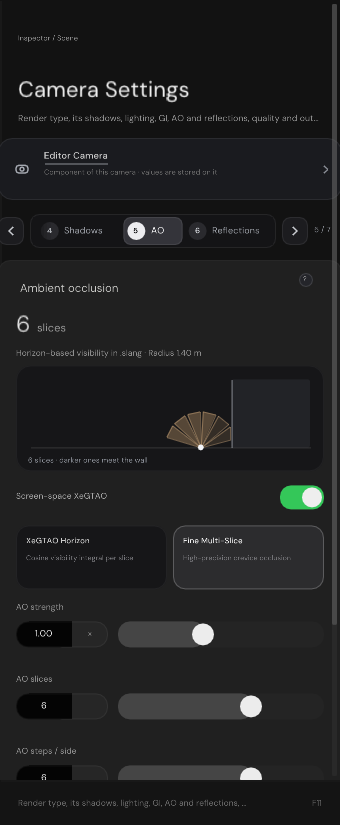 Inspector / Scene
Camera Settings
Render type, its shadows, lighting, GI, AO and reflections, quality and out...
Editor Camera
Component of this camera · values are stored on it
4 Shadows 5 AO 6 Reflections 5 / 7
Ambient occlusion ?
6 slices
Horizon-based visibility in .slang · Radius 1.40 m
6 slices · darker ones meet the wall
Screen-space XeGTAO
XeGTAO Horizon Fine Multi-Slice
Cosine visibility integral per slice High-precision crevice occlusion
AO strength
1.00 ×
AO slices
6
AO steps / side
6
Render type, its shadows, lighting, GI, AO and reflections, ... F11